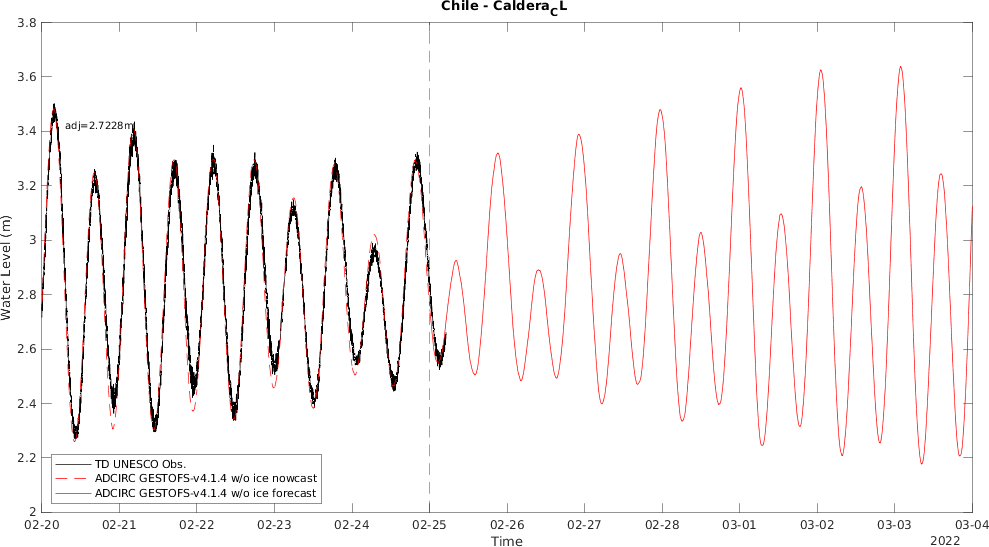 Chile - Caldera_CL
3.8
3.6
3.4
3.2
3
2.8
2.6
2.4
2.2
2
Water Level (m)
adj=2.7228m
TD UNESCO Obs.
ADCIRC GESTOFS-v4.1.4 w/o ice nowcast
ADCIRC GESTOFS-v4.1.4 w/o ice forecast
02-20 02-21 02-22 02-23 02-24 02-25 02-26 02-27 02-28 03-01 03-02 03-03 03-04
Time
2022